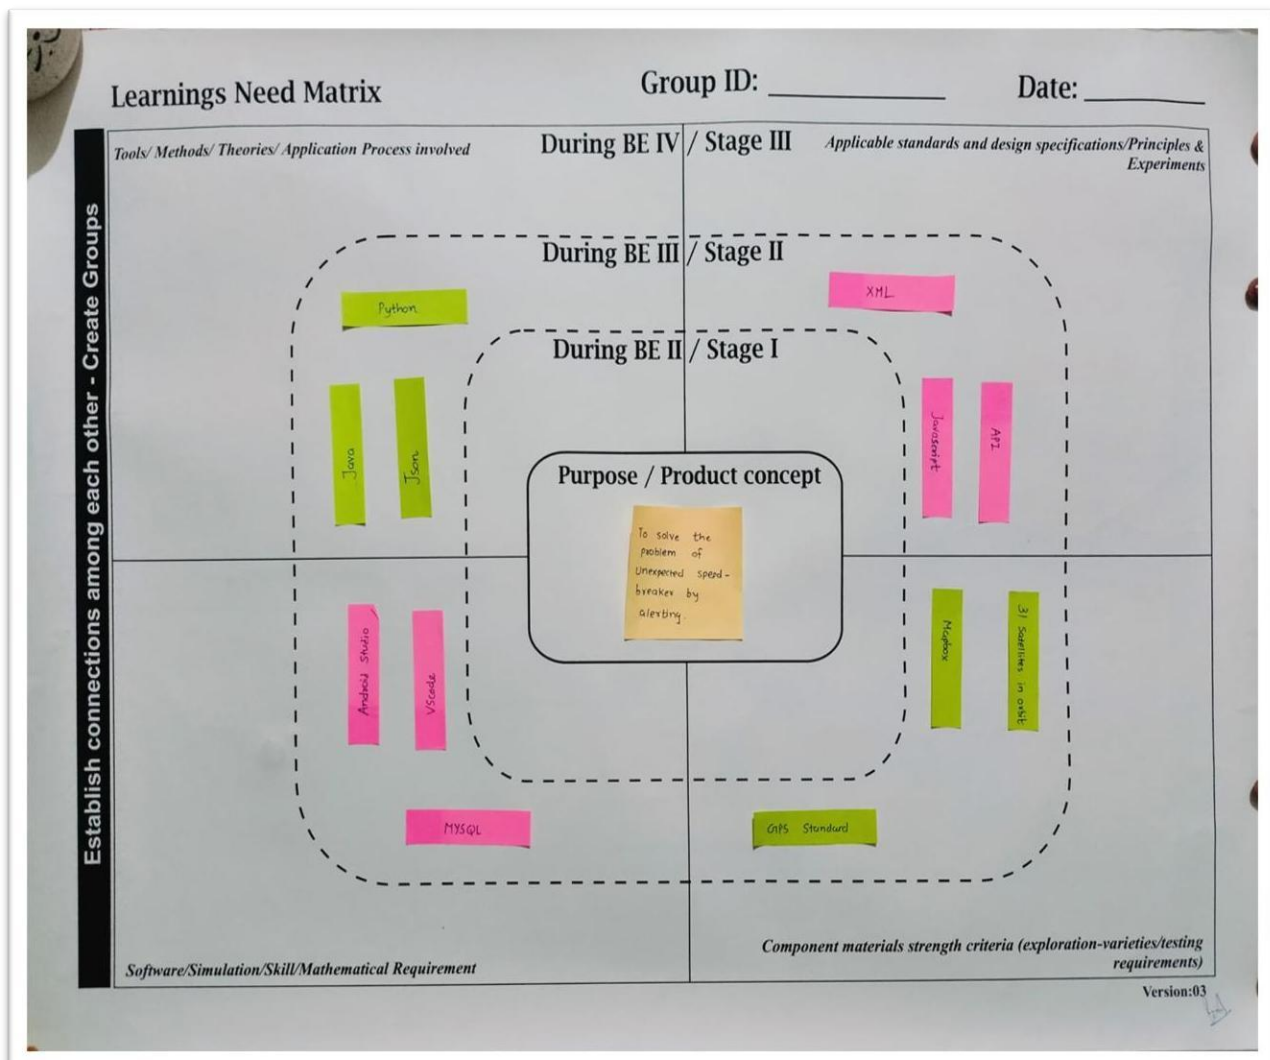 Learnings Need Matrix
Group ID: ___________
Date: ________
Establish connections among each other - Create Groups
Tools/ Methods/ Theories/ Application Process involved
During BE IV / Stage III
Applicable standards and design specifications/Principles &
Experiments
During BE III / Stage II
Python
XML
During BE II / Stage I
Java
Json
Javascript
API
Purpose / Product concept
To solve the
problem of
Unexpected speed-
breaker by
alerting.
Android Studio
VScode
Mapbox
31 Satellites in orbit
MYSQL
GPS Standard
Software/Simulation/Skill/Mathematical Requirement
Component materials strength criteria (exploration-varieties/testing
requirements)
Version:03